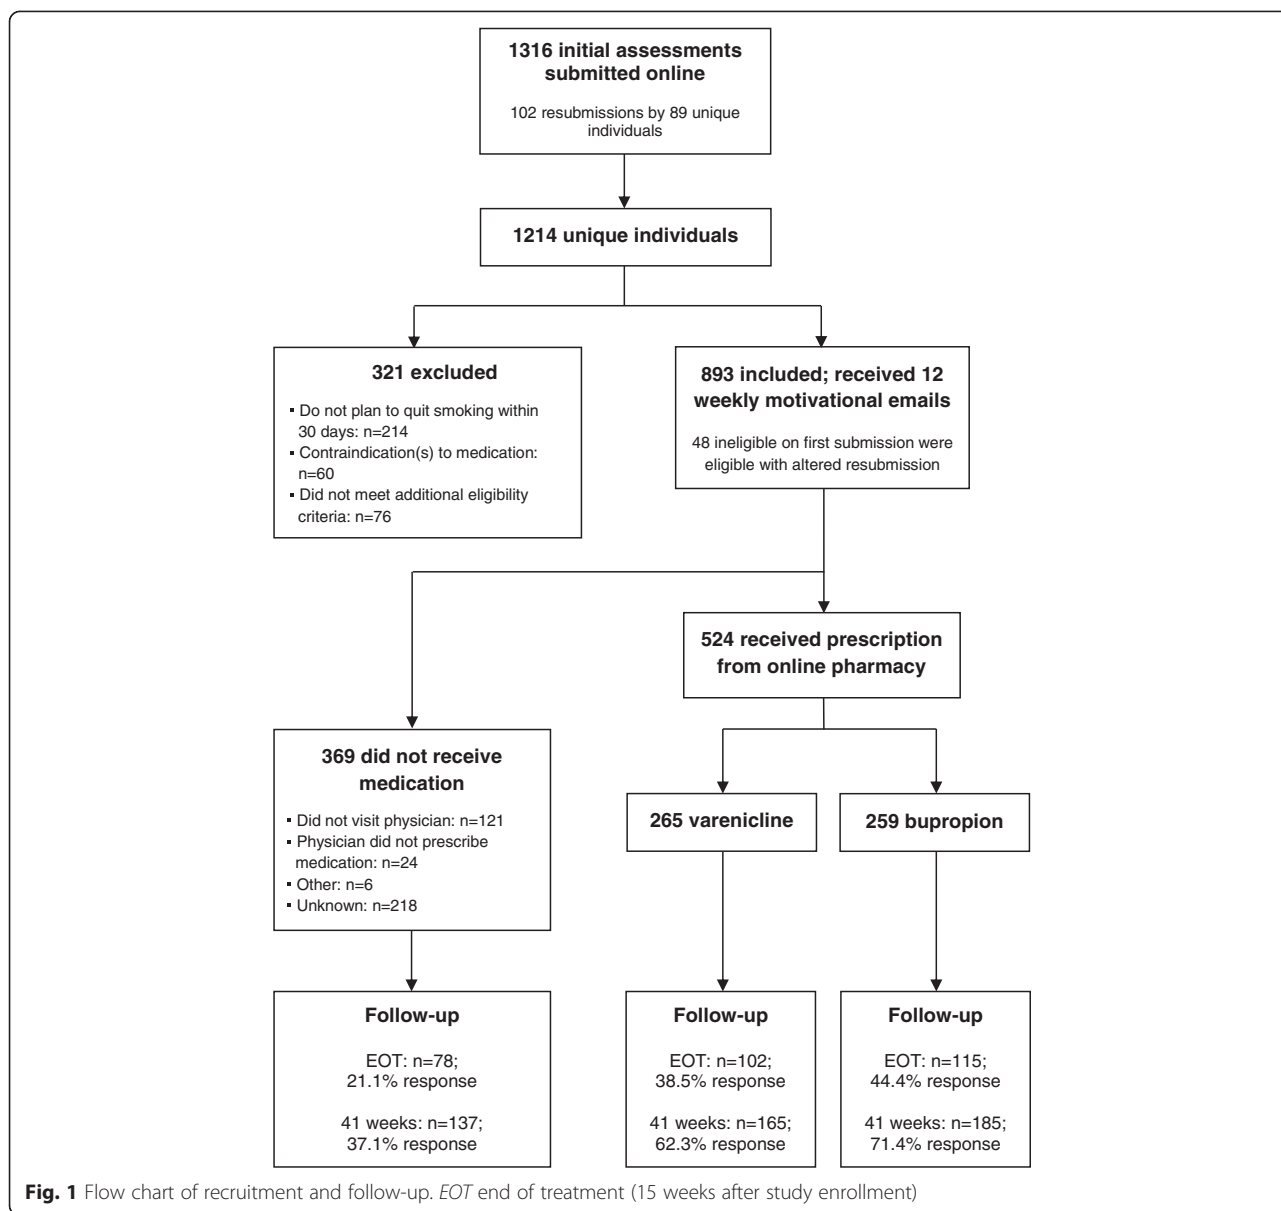 1316 initial assessments
submitted online
102 resubmissions by 89 unique
individuals
1214 unique individuals
321 excluded
▪ Do not plan to quit smoking within
30 days: n=214
▪ Contraindication(s) to medication:
n=60
▪ Did not meet additional eligibility
criteria: n=76
893 included; received 12
weekly motivational emails
48 ineligible on first submission were
eligible with altered resubmission
524 received prescription
from online pharmacy
369 did not receive
medication
▪ Did not visit physician: n=121
▪ Physician did not prescribe
medication: n=24
▪ Other: n=6
▪ Unknown: n=218
265 varenicline
259 bupropion
Follow-up
EOT: n=78;
21.1% response
41 weeks: n=137;
37.1% response
Follow-up
EOT: n=102;
38.5% response
41 weeks: n=165;
62.3% response
Follow-up
EOT: n=115;
44.4% response
41 weeks: n=185;
71.4% response
Fig. 1 Flow chart of recruitment and follow-up. EOT end of treatment (15 weeks after study enrollment)